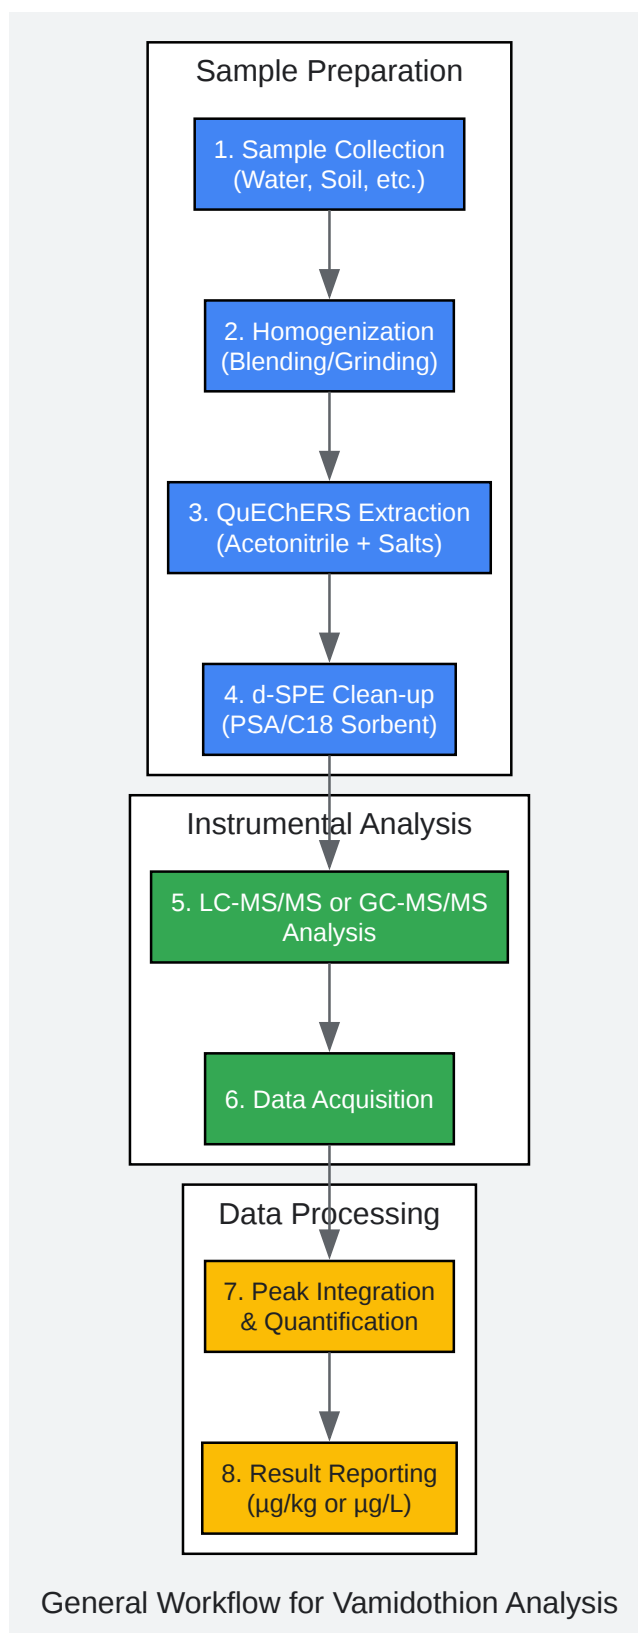 Sample Preparation
1. Sample Collection
(Water, Soil, etc.)
2. Homogenization
(Blending/Grinding)
3. QuEChERS Extraction
(Acetonitrile + Salts)
4. d-SPE Clean-up
(PSA/C18 Sorbent)
Instrumental Analysis
5. LC-MS/MS or GC-MS/MS
Analysis
6. Data Acquisition
Data Processing
7. Peak Integration
& Quantification
8. Result Reporting
(µg/kg or µg/L)
General Workflow for Vamidothion Analysis